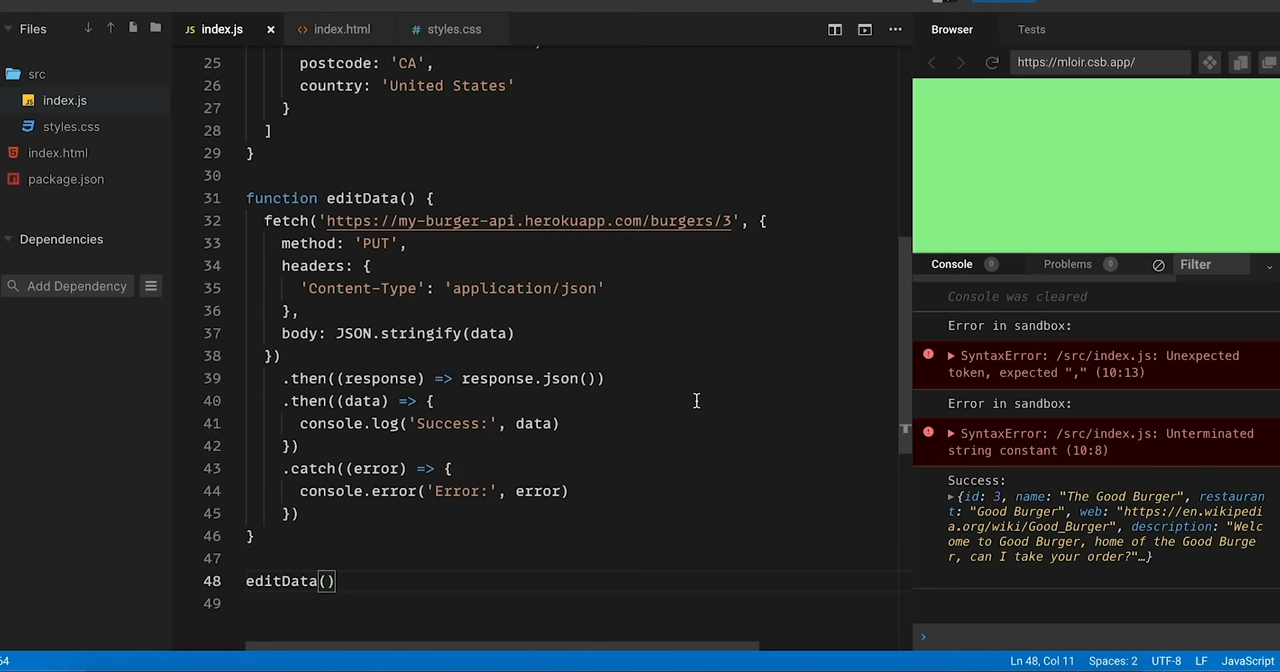 Files
index.js
index.html
# styles.css
Browser
Tests
https://mloir.csb.app/
src
index.js
styles.css
index.html
package.json
Dependencies
Add Dependency
25 postcode: 'CA',
26 country: 'United States'
27 }
28 ]
29 }
30
31 function editData() {
32 fetch('https://my-burger-api.herokuapp.com/burgers/3', {
33 method: 'PUT',
34 headers: {
35 'Content-Type': 'application/json'
36 },
37 body: JSON.stringify(data)
38 })
39 .then((response) => response.json())
40 .then((data) => {
41 console.log('Success:', data)
42 })
43 .catch((error) => {
44 console.error('Error:', error)
45 })
46 }
47
48 editData()
49
Console 0
Problems 0
Filter
Console was cleared
Error in sandbox:
SyntaxError: /src/index.js: Unexpected
token, expected "," (10:13)
Error in sandbox:
SyntaxError: /src/index.js: Unterminated
string constant (10:8)
Success:
{id: 3, name: "The Good Burger", restauran
t: "Good Burger", web: "https://en.wikipedi
a.org/wiki/Good_Burger", description: "Welc
ome to Good Burger, home of the Good Burge
r, can I take your order?"…}
64
Ln 48, Col 11
Spaces: 2
UTF-8
LF
JavaScript